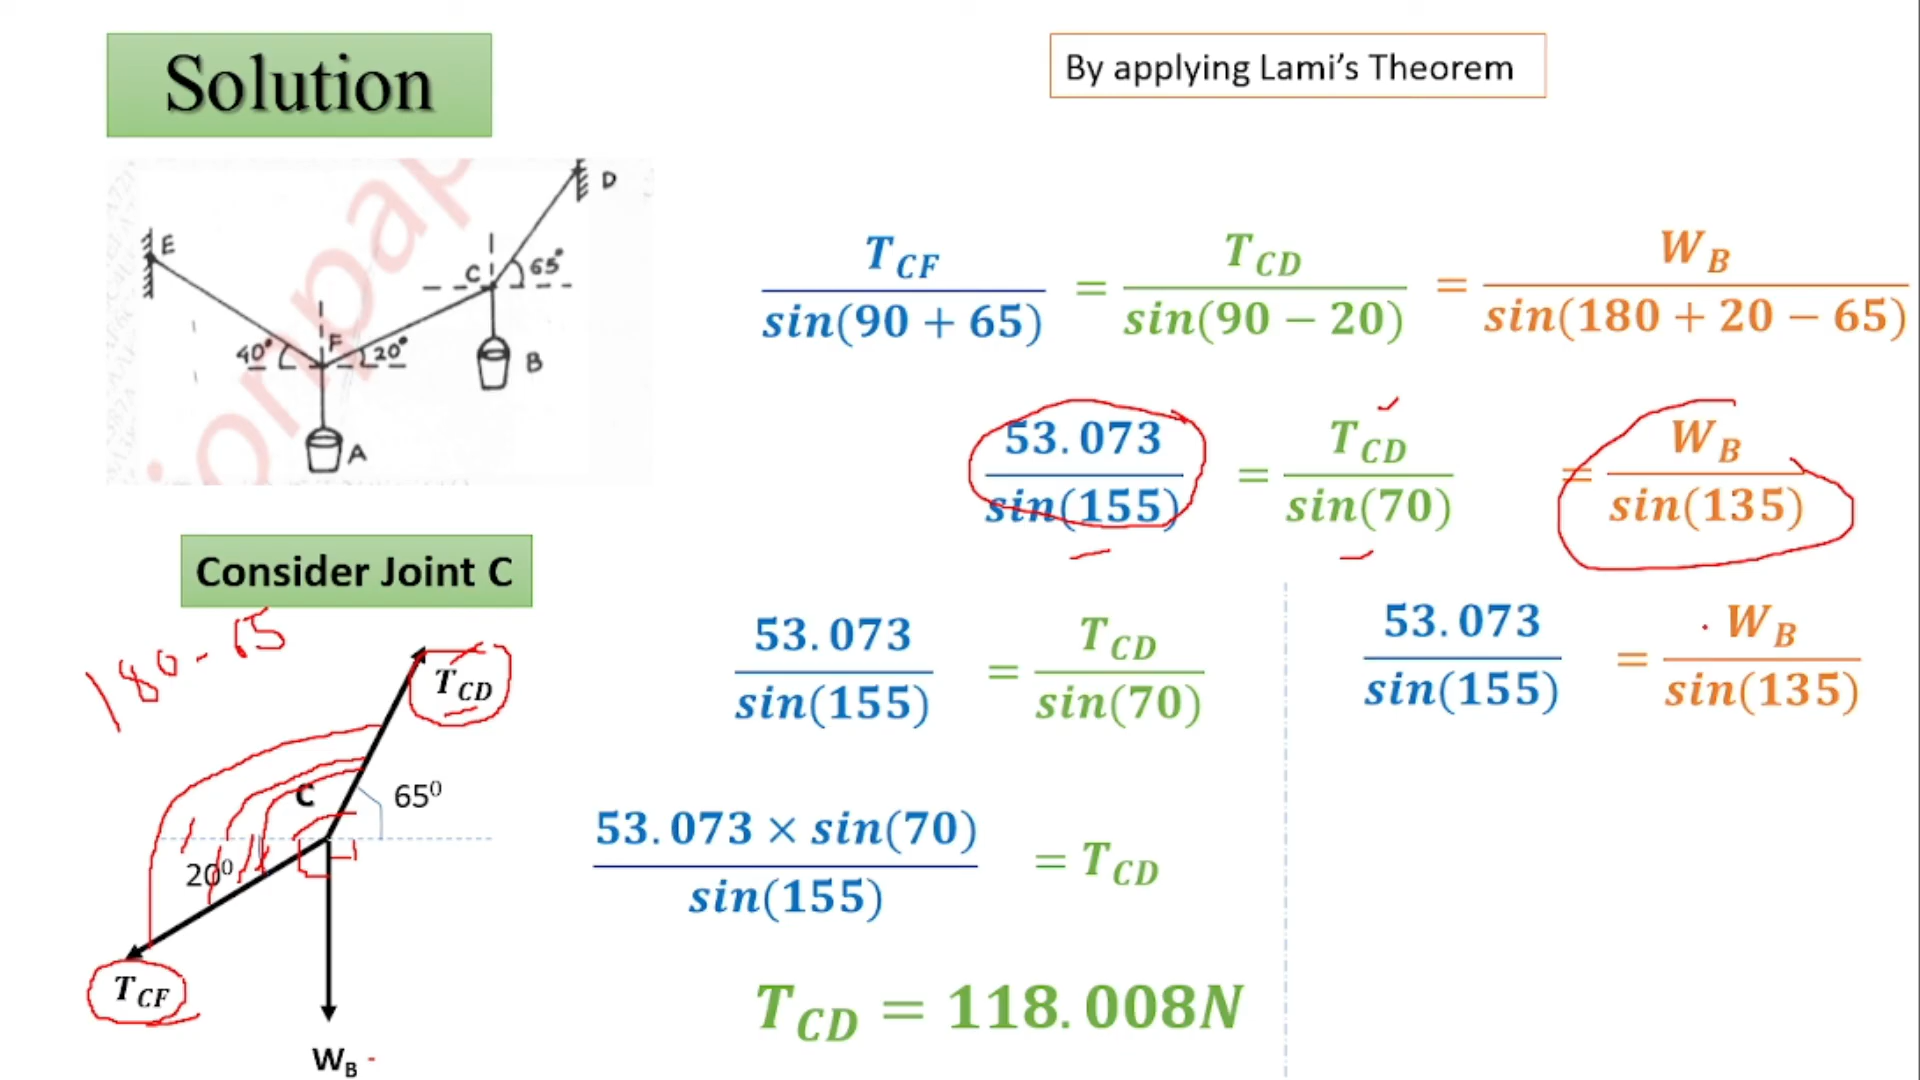 Solution
By applying Lami's Theorem
E
D
C
65°
40°
F
20°
B
A
T_CF / sin(90 + 65) = T_CD / sin(90 − 20) = W_B / sin(180 + 20 − 65)
53.073 / sin(155) = T_CD / sin(70) = W_B / sin(135)
Consider Joint C
53.073 / sin(155) = T_CD / sin(70)
53.073 / sin(155) = W_B / sin(135)
T_CD
C
65⁰
20⁰
53.073 × sin(70) / sin(155) = T_CD
T_CF
T_CD = 118.008N
W_B